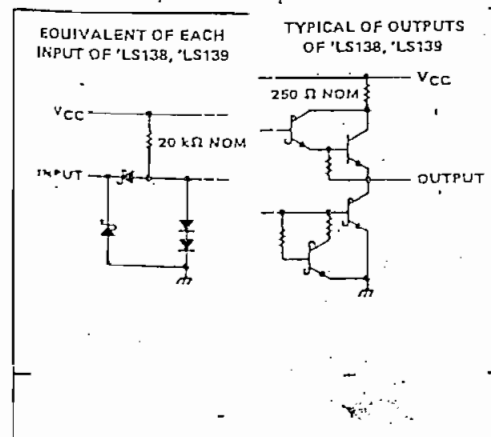 EQUIVALENT OF EACH
INPUT OF 'LS138, 'LS139
VCC
20 kΩ NOM
INPUT
TYPICAL OF OUTPUTS
OF 'LS138, 'LS139
VCC
250 Ω NOM
OUTPUT